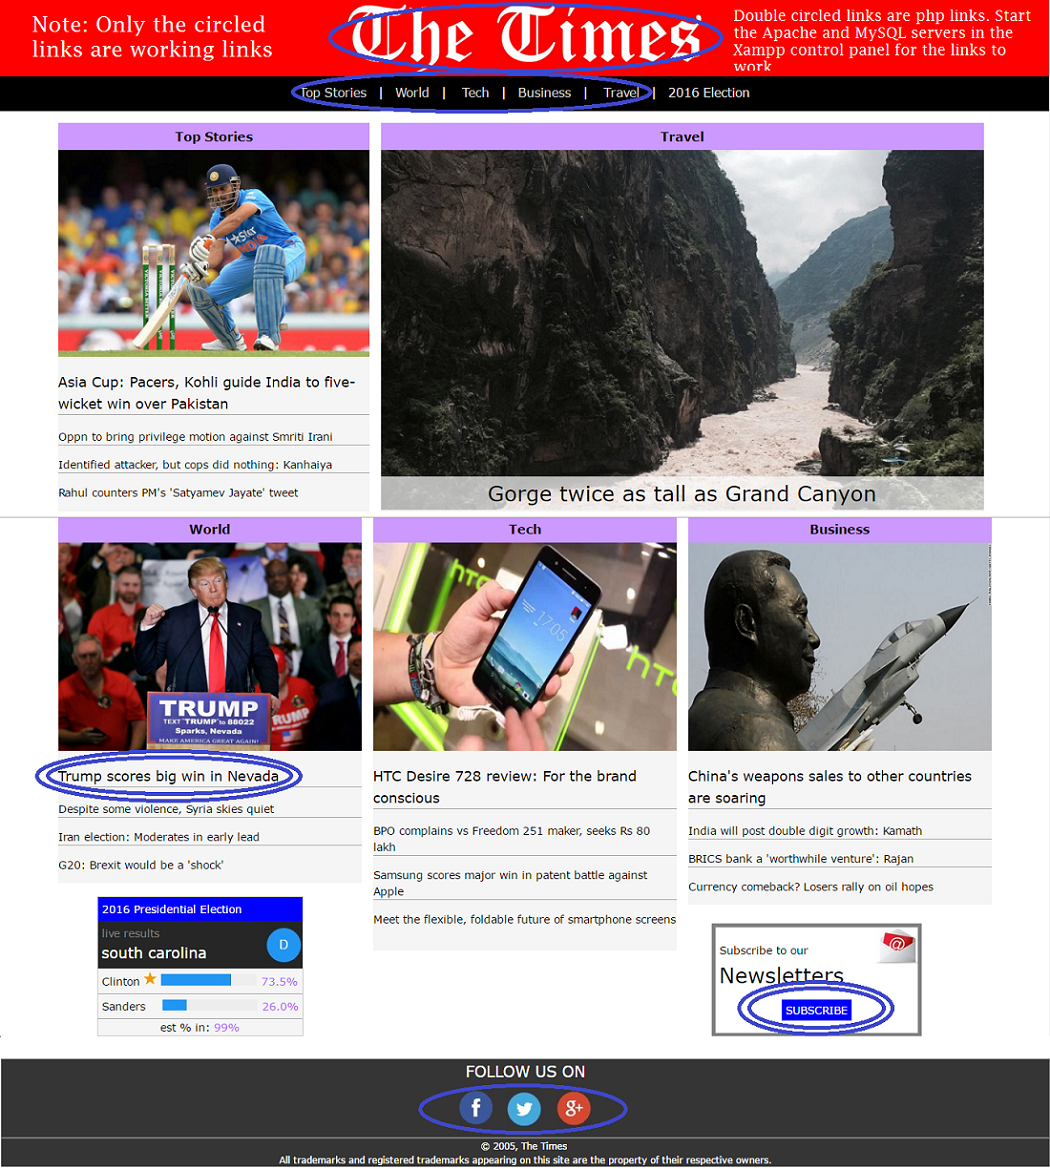 Note: Only the circled
links are working links
The Times
Double circled links are php links. Start
the Apache and MySQL servers in the
Xampp control panel for the links to
work
Top Stories | World | Tech | Business | Travel | 2016 Election
Top Stories
Travel
Star
INDIA
Asia Cup: Pacers, Kohli guide India to five-
wicket win over Pakistan
Oppn to bring privilege motion against Smriti Irani
Identified attacker, but cops did nothing: Kanhaiya
Rahul counters PM's 'Satyamev Jayate' tweet
Gorge twice as tall as Grand Canyon
World
Tech
Business
TRUMP
TEXT "TRUMP" to 88022
Sparks, Nevada
MAKE AMERICA GREAT AGAIN!
TRUMP
htc
17:05
htc
Trump scores big win in Nevada
Despite some violence, Syria skies quiet
Iran election: Moderates in early lead
G20: Brexit would be a 'shock'
HTC Desire 728 review: For the brand
conscious
BPO complains vs Freedom 251 maker, seeks Rs 80
lakh
Samsung scores major win in patent battle against
Apple
Meet the flexible, foldable future of smartphone screens
China's weapons sales to other countries
are soaring
India will post double digit growth: Kamath
BRICS bank a 'worthwhile venture': Rajan
Currency comeback? Losers rally on oil hopes
2016 Presidential Election
live results
south carolina
D
Clinton 73.5%
Sanders 26.0%
est % in: 99%
Subscribe to our
Newsletters
SUBSCRIBE
FOLLOW US ON
f
g+
© 2005, The Times
All trademarks and registered trademarks appearing on this site are the property of their respective owners.